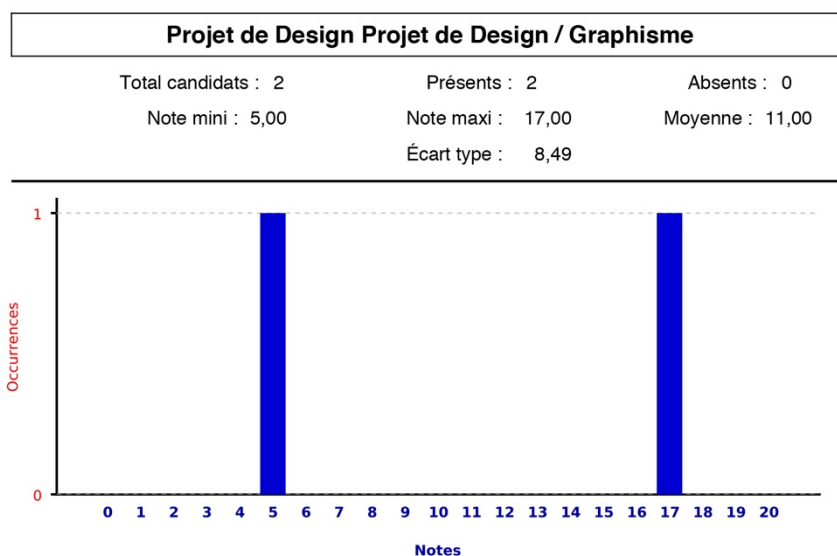 Projet de Design Projet de Design / Graphisme
Total candidats : 2 Présents : 2 Absents : 0
Note mini : 5,00 Note maxi : 17,00 Moyenne : 11,00
Écart type : 8,49
1
Occurrences
0
0 1 2 3 4 5 6 7 8 9 10 11 12 13 14 15 16 17 18 19 20
Notes